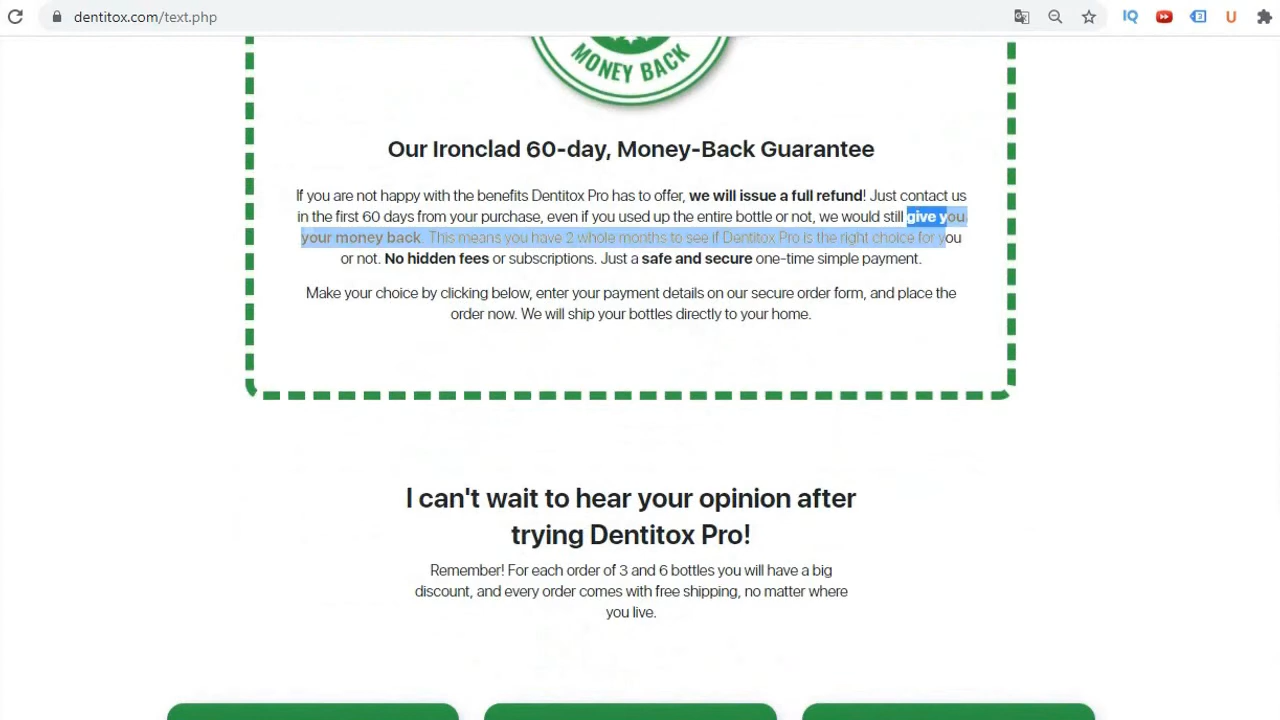 dentitox.com/text.php
MONEY BACK
Our Ironclad 60-day, Money-Back Guarantee
If you are not happy with the benefits Dentitox Pro has to offer, we will issue a full refund! Just contact us
in the first 60 days from your purchase, even if you used up the entire bottle or not, we would still give you
your money back. This means you have 2 whole months to see if Dentitox Pro is the right choice for you
or not. No hidden fees or subscriptions. Just a safe and secure one-time simple payment.
Make your choice by clicking below, enter your payment details on our secure order form, and place the
order now. We will ship your bottles directly to your home.
I can't wait to hear your opinion after
trying Dentitox Pro!
Remember! For each order of 3 and 6 bottles you will have a big
discount, and every order comes with free shipping, no matter where
you live.